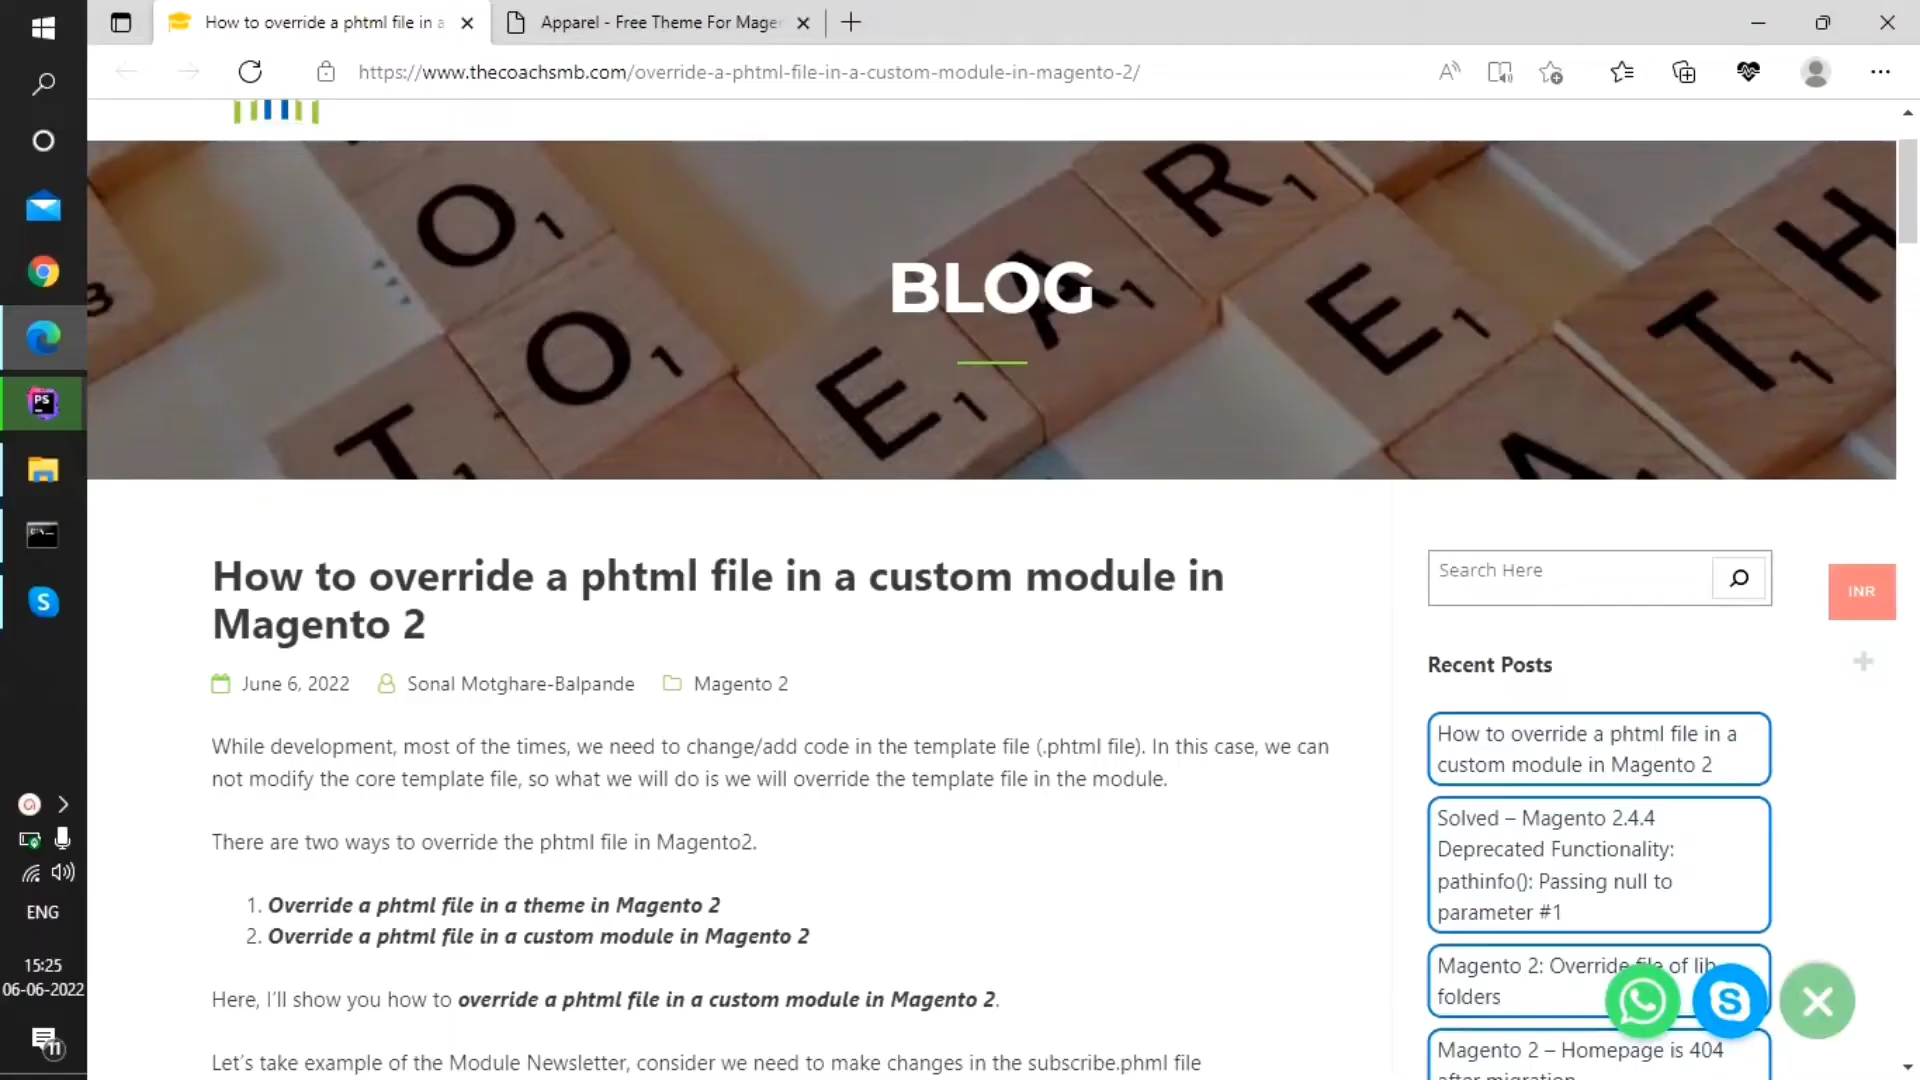 How to override a phtml file in a
Apparel - Free Theme For Mage
https://www.thecoachsmb.com/override-a-phtml-file-in-a-custom-module-in-magento-2/
BLOG
How to override a phtml file in a custom module in
Magento 2
June 6, 2022 Sonal Motghare-Balpande Magento 2
While development, most of the times, we need to change/add code in the template file (.phtml file). In this case, we can
not modify the core template file, so what we will do is we will override the template file in the module.
There are two ways to override the phtml file in Magento2.
1. Override a phtml file in a theme in Magento 2
2. Override a phtml file in a custom module in Magento 2
Here, I'll show you how to override a phtml file in a custom module in Magento 2.
Let's take example of the Module Newsletter, consider we need to make changes in the subscribe.phml file
Search Here
INR
Recent Posts
How to override a phtml file in a
custom module in Magento 2
Solved – Magento 2.4.4
Deprecated Functionality:
pathinfo(): Passing null to
parameter #1
Magento 2: Override file of lib
folders
Magento 2 – Homepage is 404
after migration
PS
ENG
15:25
06-06-2022
11